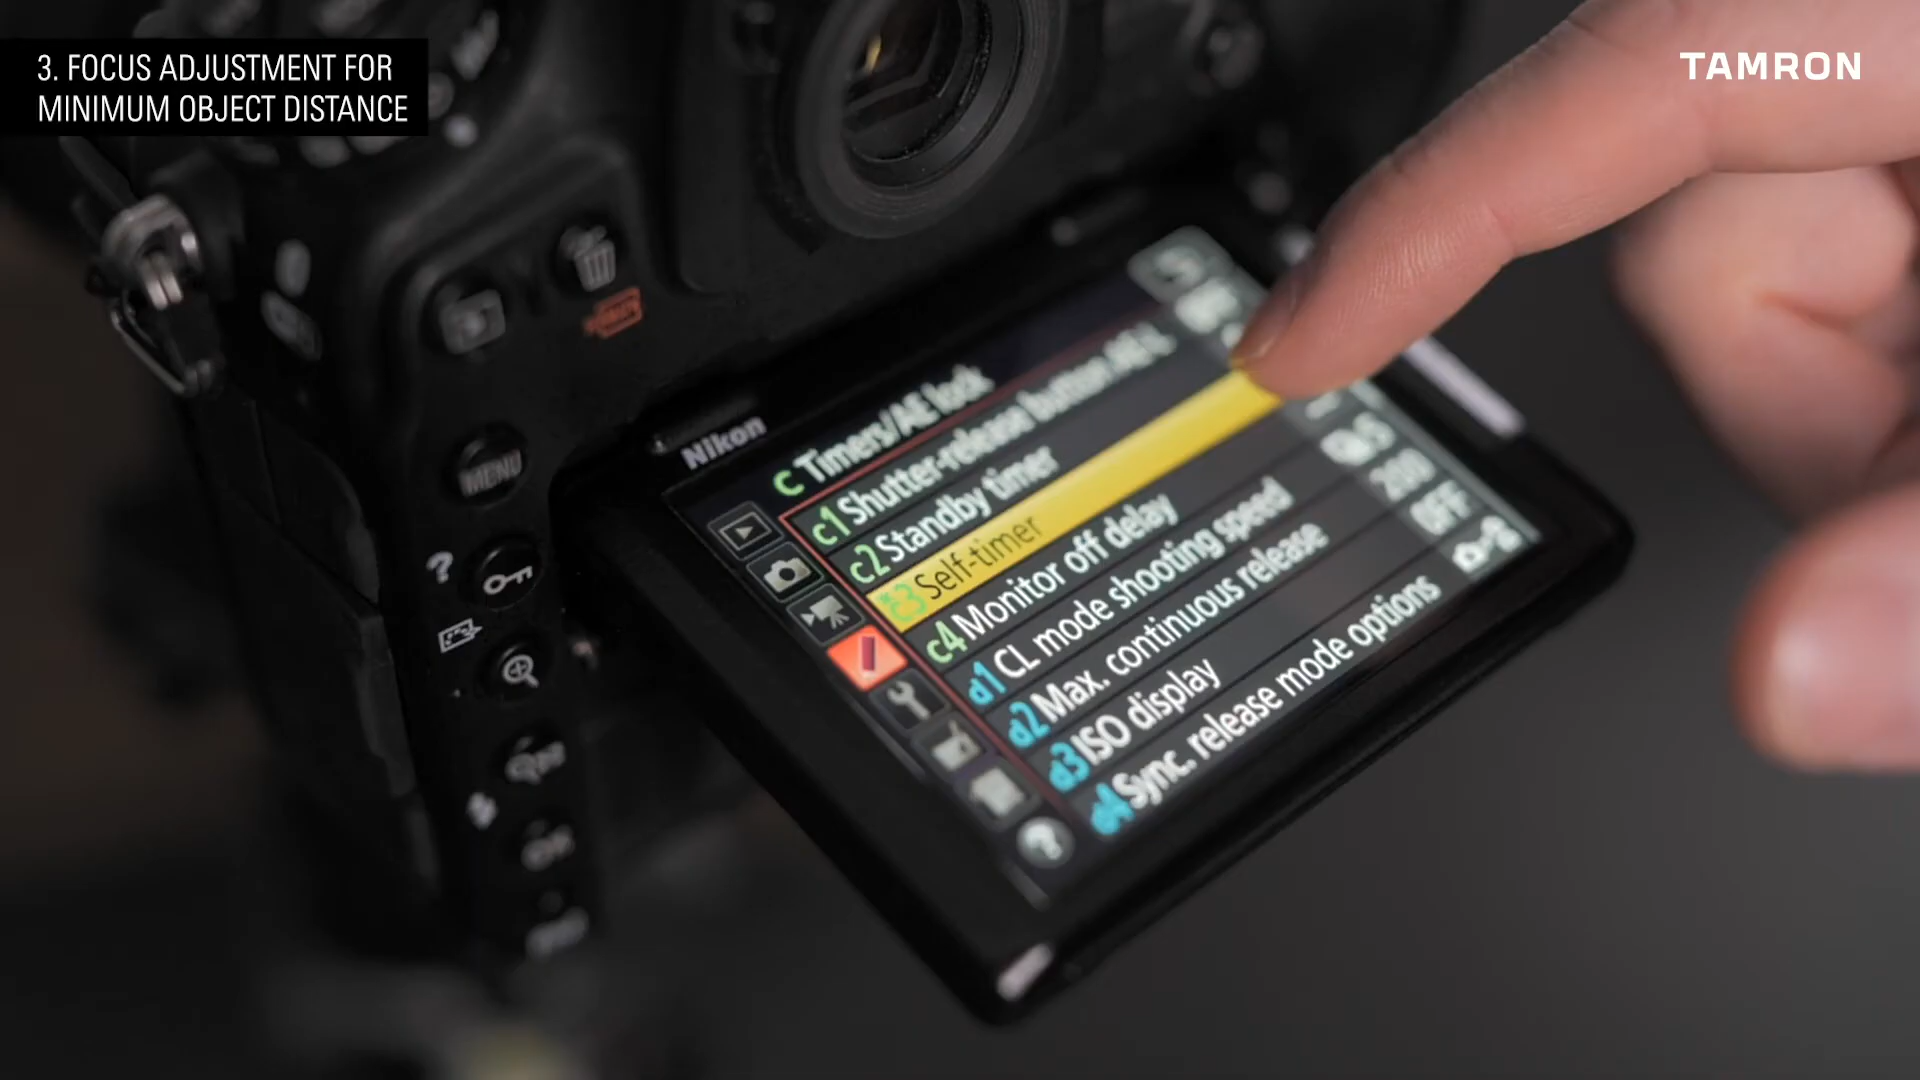 3. FOCUS ADJUSTMENT FOR
MINIMUM OBJECT DISTANCE
TAMRON
MENU
?
Nikon
c Timers/AE lock
c1 Shutter-release button AE-L
c2 Standby timer
*c3 Self-timer
c4 Monitor off delay
d1 CL mode shooting speed
d2 Max. continuous release 200
d3 ISO display OFF
d4 Sync. release mode options
?